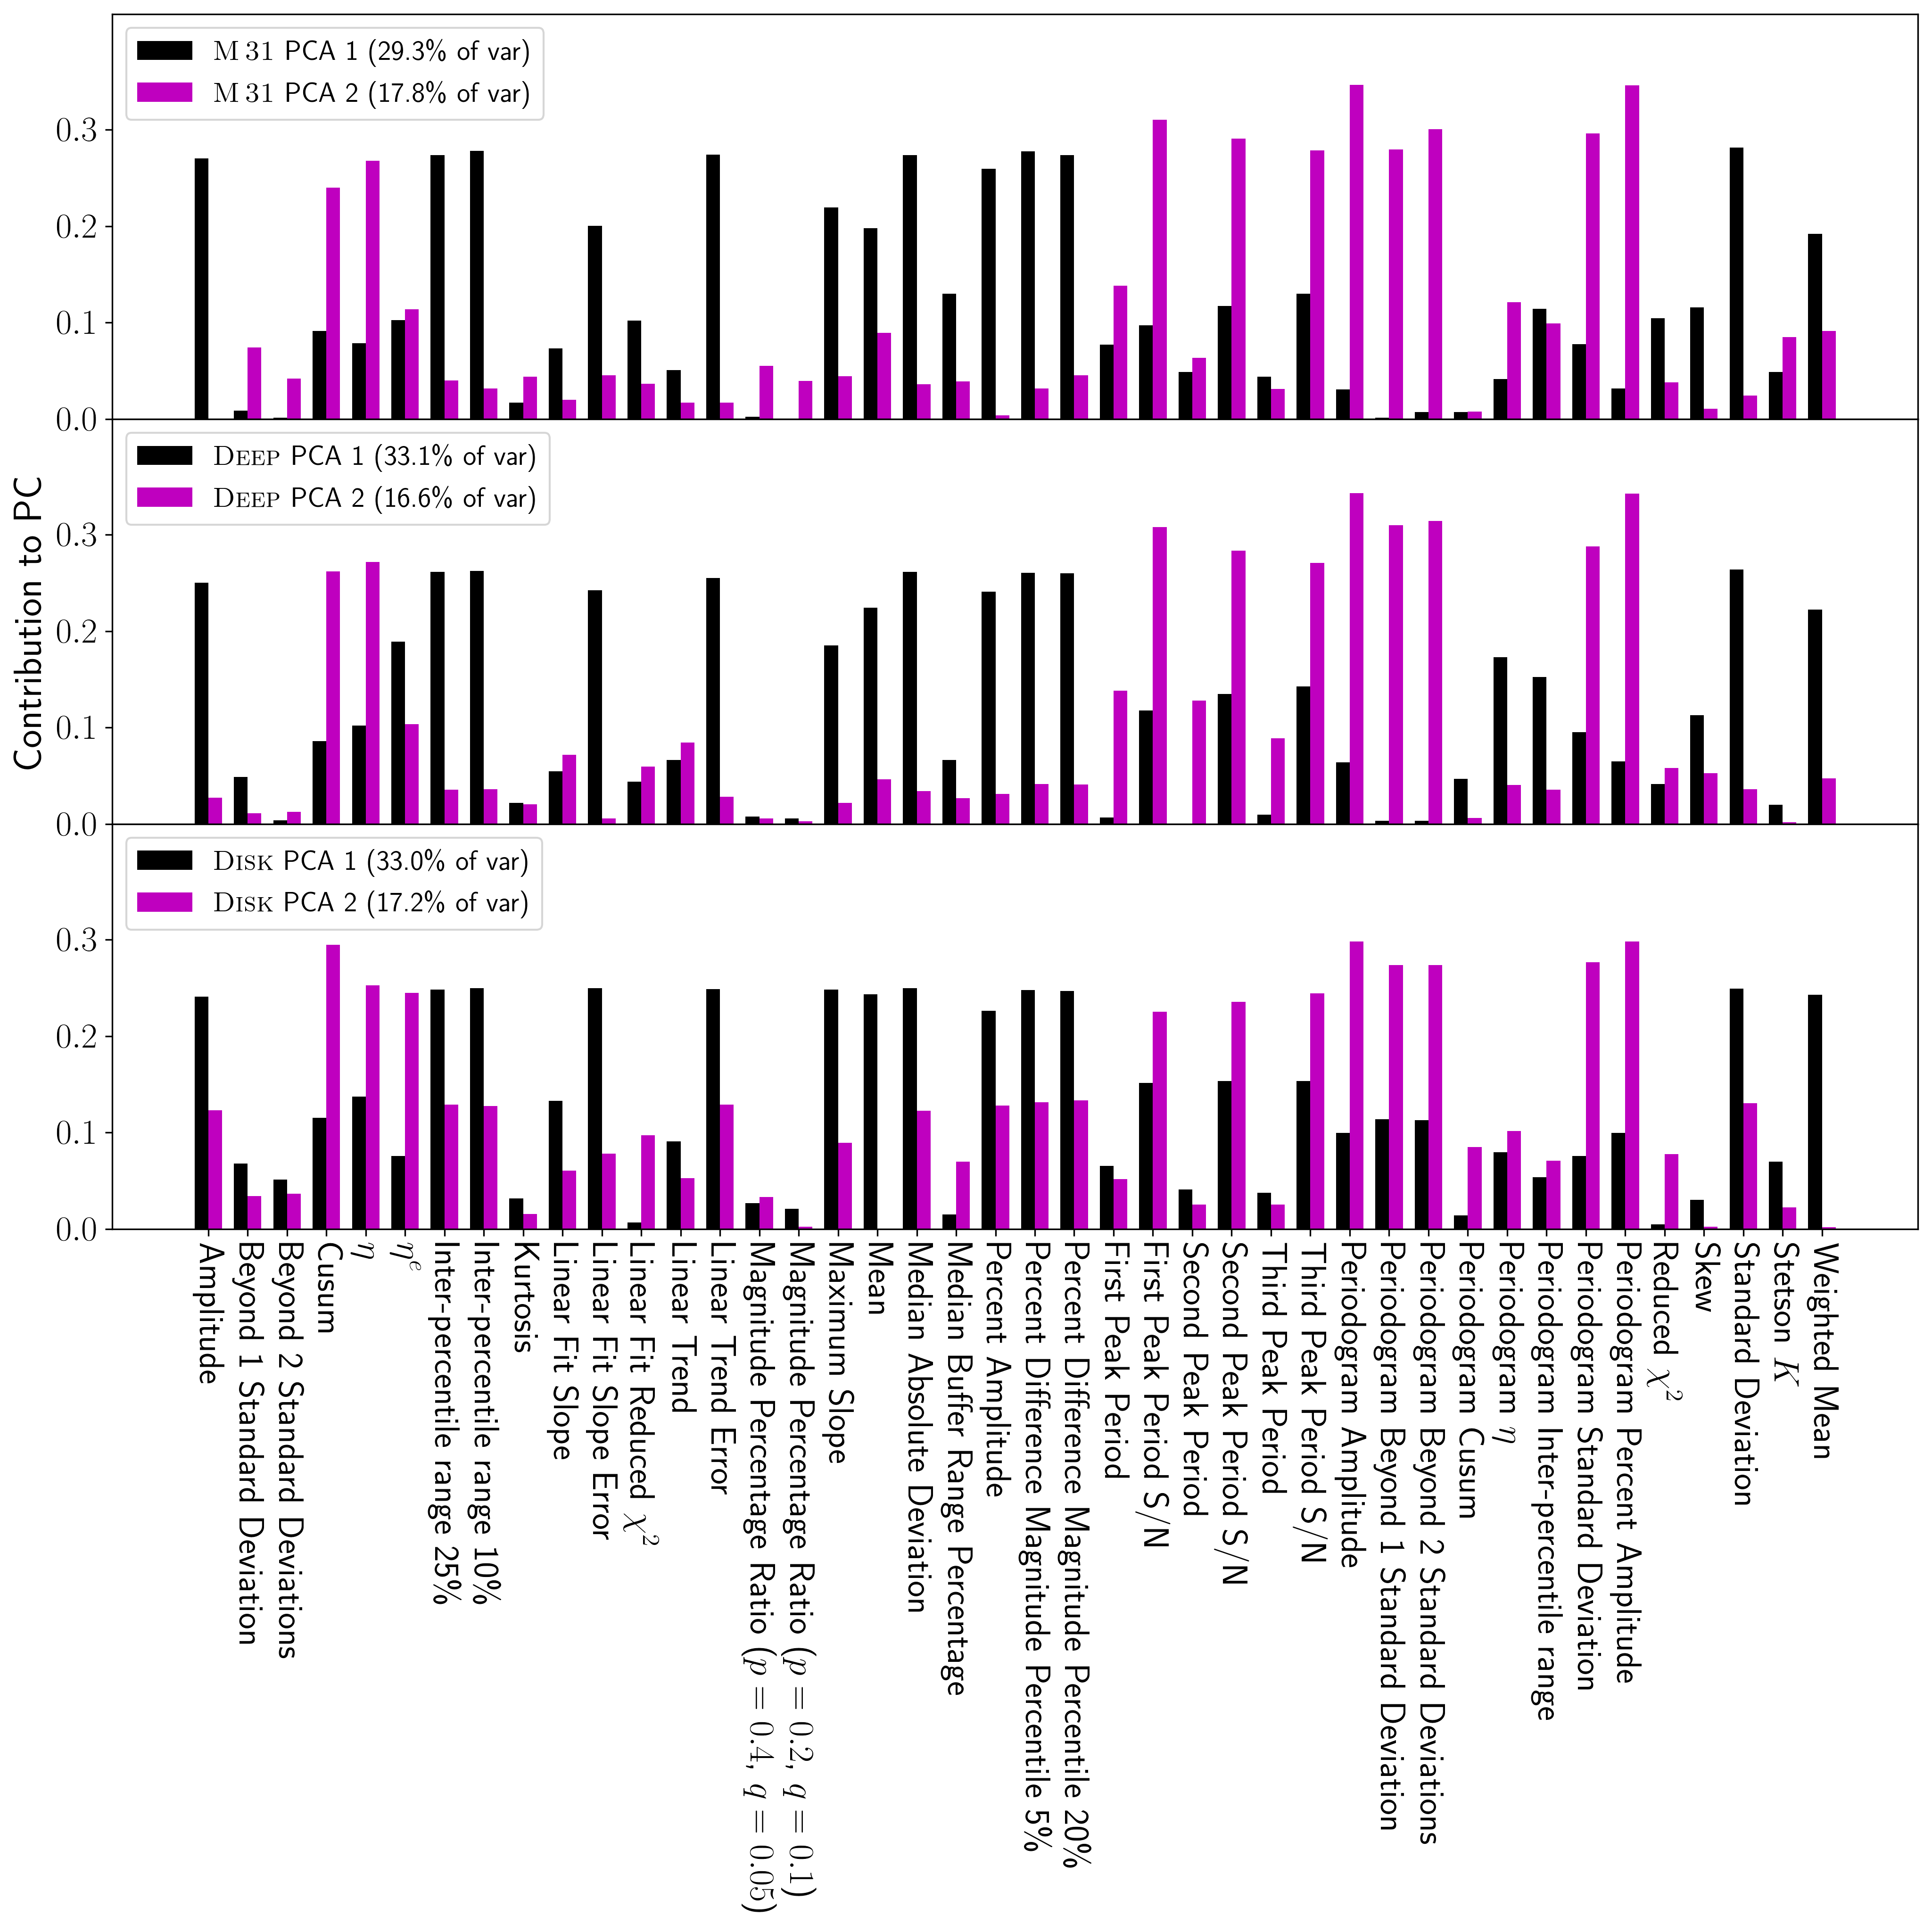 M 31 PCA 1 (29.3% of var)
M 31 PCA 2 (17.8% of var)
0.3
0.2
0.1
0.0
DEEP PCA 1 (33.1% of var)
DEEP PCA 2 (16.6% of var)
0.3
0.2
0.1
0.0
Contribution to PC
DISK PCA 1 (33.0% of var)
DISK PCA 2 (17.2% of var)
0.3
0.2
0.1
0.0
Amplitude
Beyond 1 Standard Deviation
Beyond 2 Standard Deviations
Cusum
η
ηᵉ
Inter-percentile range 25%
Inter-percentile range 10%
Kurtosis
Linear Fit Slope
Linear Fit Slope Error
Linear Fit Reduced χ²
Linear Trend
Linear Trend Error
Magnitude Percentage Ratio (p = 0.4, q = 0.05)
Magnitude Percentage Ratio (p = 0.2, q = 0.1)
Maximum Slope
Mean
Median Absolute Deviation
Median Buffer Range Percentage
Percent Amplitude
Percent Difference Magnitude Percentile 5%
Percent Difference Magnitude Percentile 20%
First Peak Period
First Peak Period S/N
Second Peak Period
Second Peak Period S/N
Third Peak Period
Third Peak Period S/N
Periodogram Amplitude
Periodogram Beyond 1 Standard Deviation
Periodogram Beyond 2 Standard Deviations
Periodogram Cusum
Periodogram η
Periodogram Inter-percentile range
Periodogram Standard Deviation
Periodogram Percent Amplitude
Reduced χ²
Skew
Standard Deviation
Stetson K
Weighted Mean